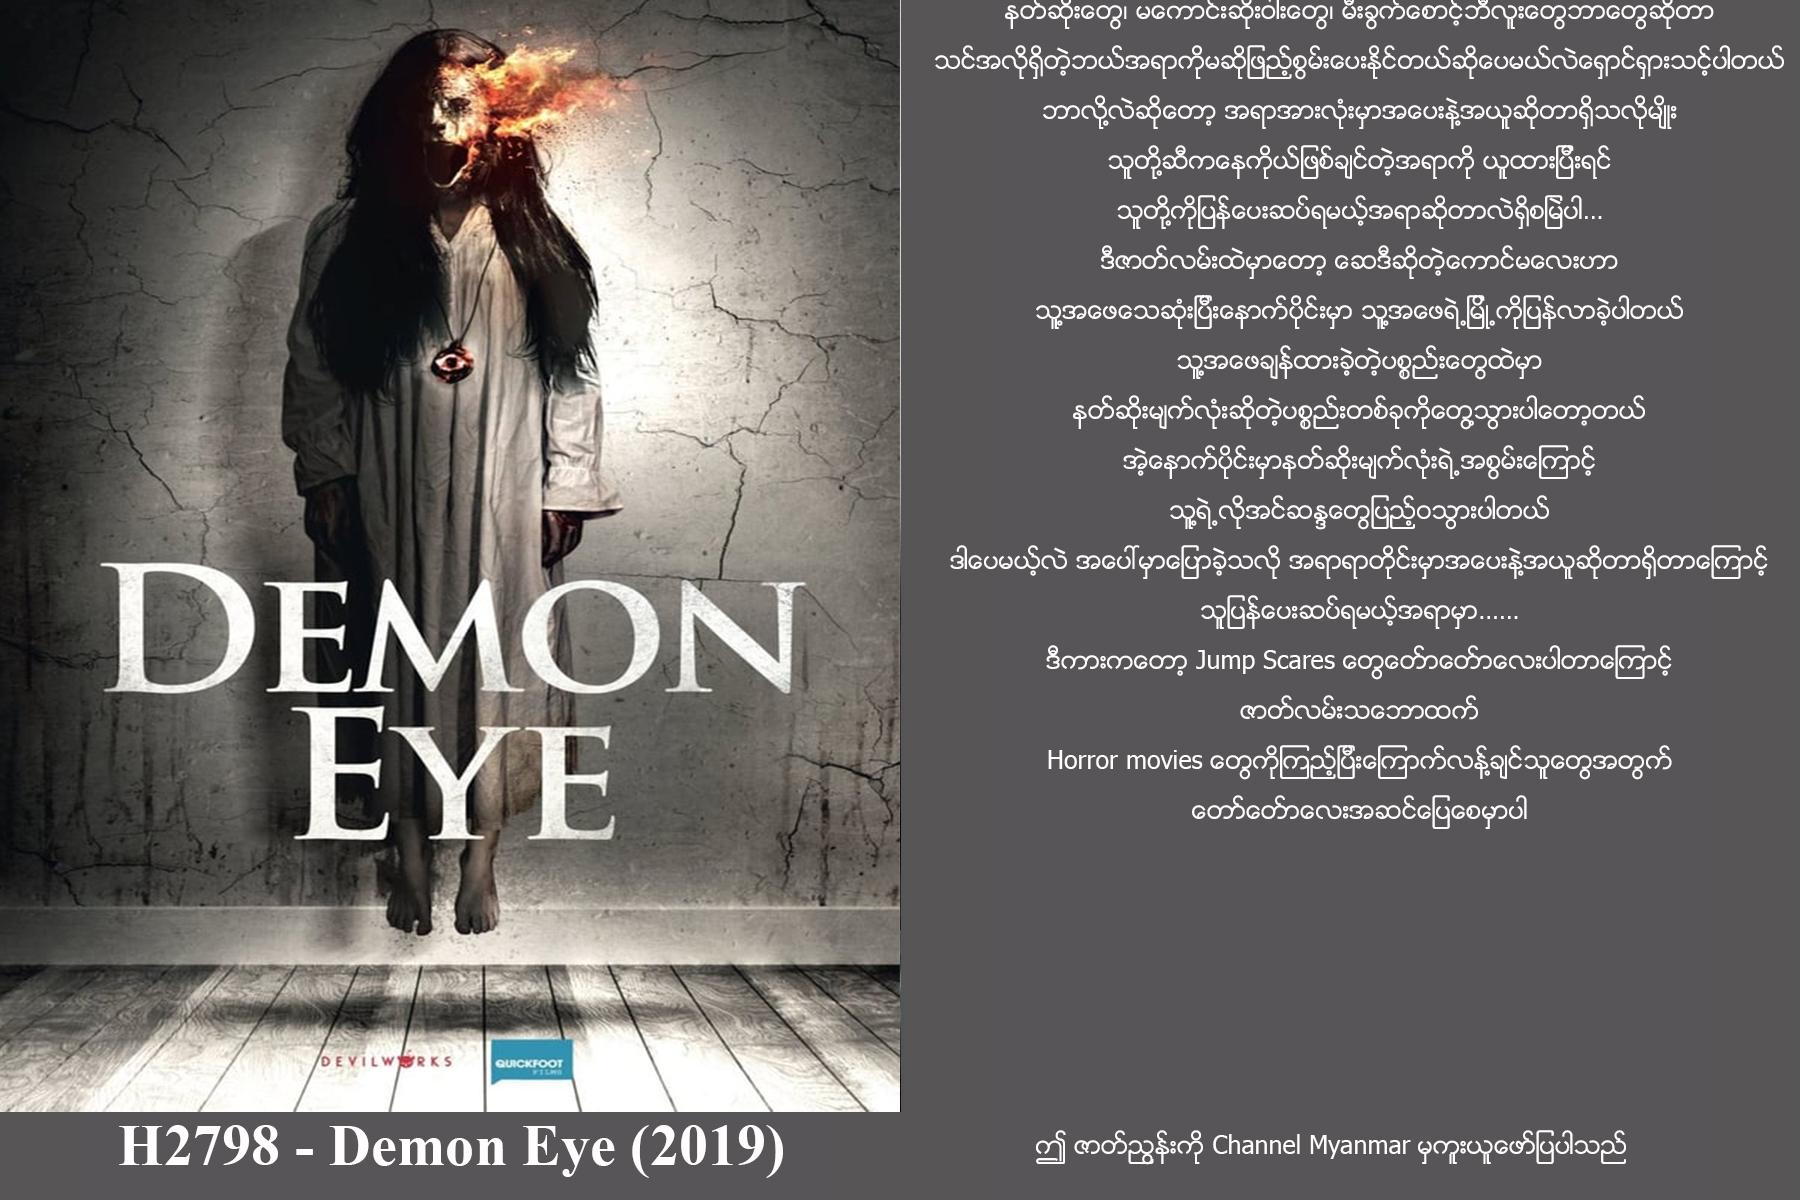 DEMON
EYE
DEVILWORKS
QUICKFOOT
FILMS
H2798 - Demon Eye (2019)
နတ်ဆိုးတွေ၊ မကောင်းဆိုးဝါးတွေ၊ မီးခွက်စောင့်ဘီလူးတွေဘာတွေဆိုတာ
သင်အလိုရှိတဲ့ဘယ်အရာကိုမဆိုဖြည့်စွမ်းပေးနိုင်တယ်ဆိုပေမယ်လဲရှောင်ရှားသင့်ပါတယ်
ဘာလို့လဲဆိုတော့ အရာအားလုံးမှာအပေးနဲ့အယူဆိုတာရှိသလိုမျိုး
သူတို့ဆီကနေကိုယ်ဖြစ်ချင်တဲ့အရာကို ယူထားပြီးရင်
သူတို့ကိုပြန်ပေးဆပ်ရမယ့်အရာဆိုတာလဲရှိစမြဲပါ...
ဒီဇာတ်လမ်းထဲမှာတော့ ဆေဒီဆိုတဲ့ကောင်မလေးဟာ
သူ့အဖေသေဆုံးပြီးနောက်ပိုင်းမှာ သူ့အဖေရဲ့မြို့ကိုပြန်လာခဲ့ပါတယ်
သူ့အဖေချန်ထားခဲ့တဲ့ပစ္စည်းတွေထဲမှာ
နတ်ဆိုးမျက်လုံးဆိုတဲ့ပစ္စည်းတစ်ခုကိုတွေ့သွားပါတော့တယ်
အဲ့နောက်ပိုင်းမှာနတ်ဆိုးမျက်လုံးရဲ့အစွမ်းကြောင့်
သူ့ရဲ့လိုအင်ဆန္ဒတွေပြည့်ဝသွားပါတယ်
ဒါပေမယ့်လဲ အပေါ်မှာပြောခဲ့သလို အရာရာတိုင်းမှာအပေးနဲ့အယူဆိုတာရှိတာကြောင့်
သူပြန်ပေးဆပ်ရမယ့်အရာမှာ......
ဒီကားကတော့ Jump Scares တွေတော်တော်လေးပါတာကြောင့်
ဇာတ်လမ်းသဘောထက်
Horror movies တွေကိုကြည့်ပြီးကြောက်လန့်ချင်သူတွေအတွက်
တော်တော်လေးအဆင်ပြေစေမှာပါ
ဤ ဇာတ်ညွှန်းကို Channel Myanmar မှကူးယူဖော်ပြပါသည်